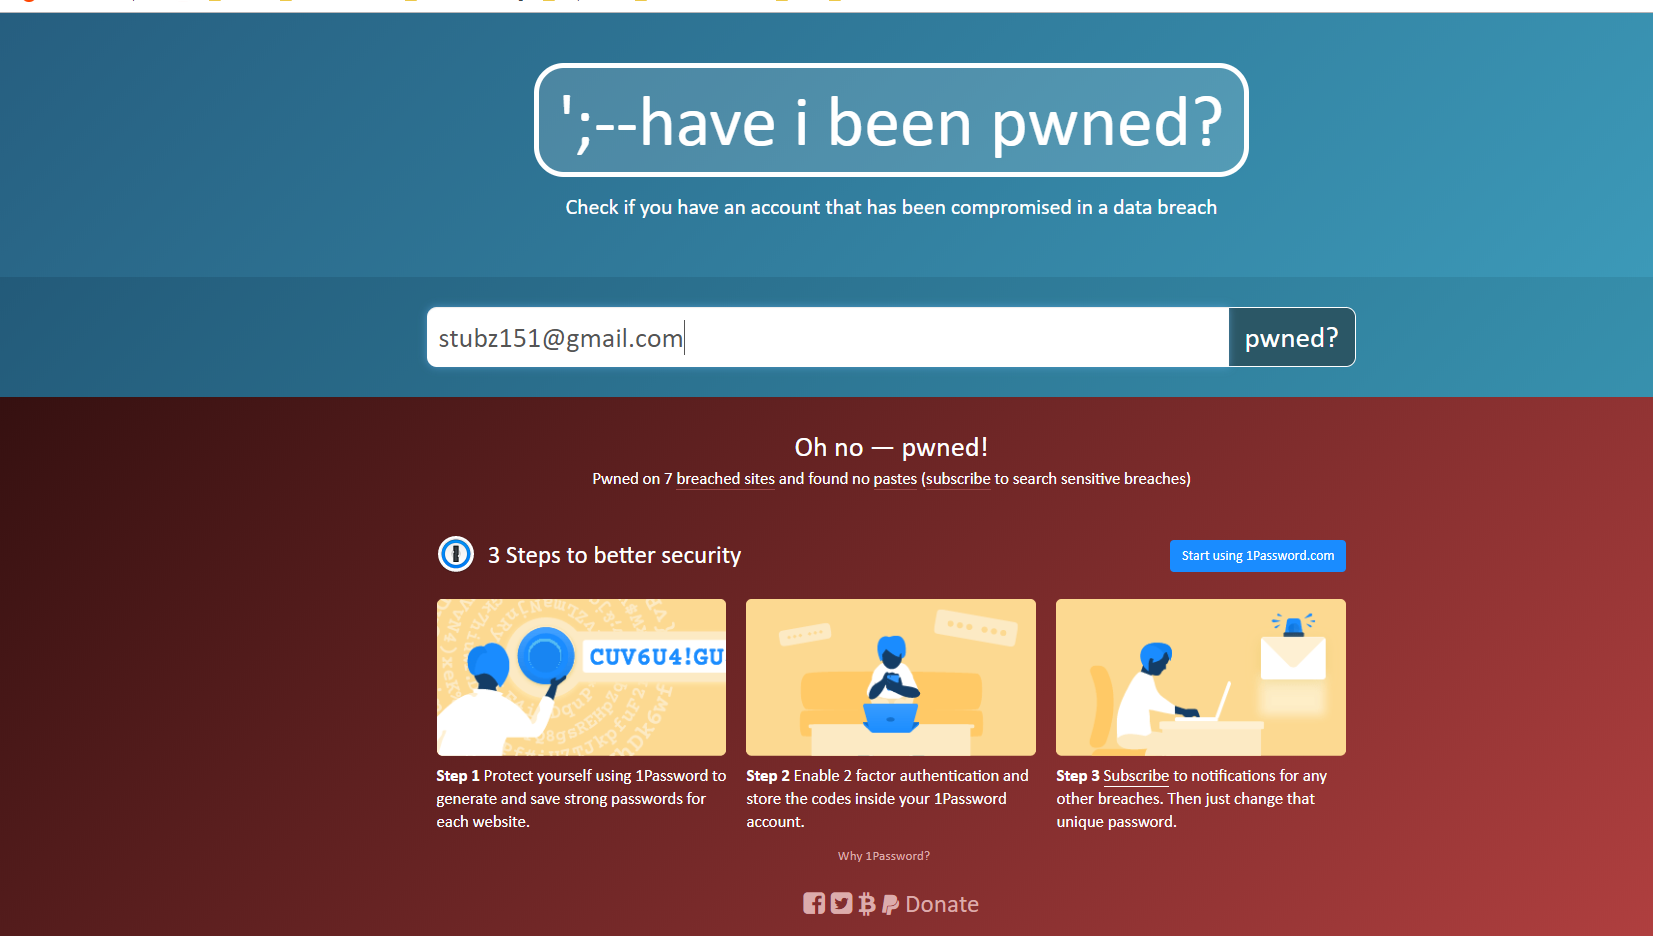 ';--have i been pwned?
Check if you have an account that has been compromised in a data breach
stubz151@gmail.com
pwned?
Oh no — pwned!
Pwned on 7 breached sites and found no pastes (subscribe to search sensitive breaches)
3 Steps to better security
Start using 1Password.com
CUV6U4!GU
Step 1 Protect yourself using 1Password to
generate and save strong passwords for
each website.
Step 2 Enable 2 factor authentication and
store the codes inside your 1Password
account.
Step 3 Subscribe to notifications for any
other breaches. Then just change that
unique password.
Why 1Password?
Donate